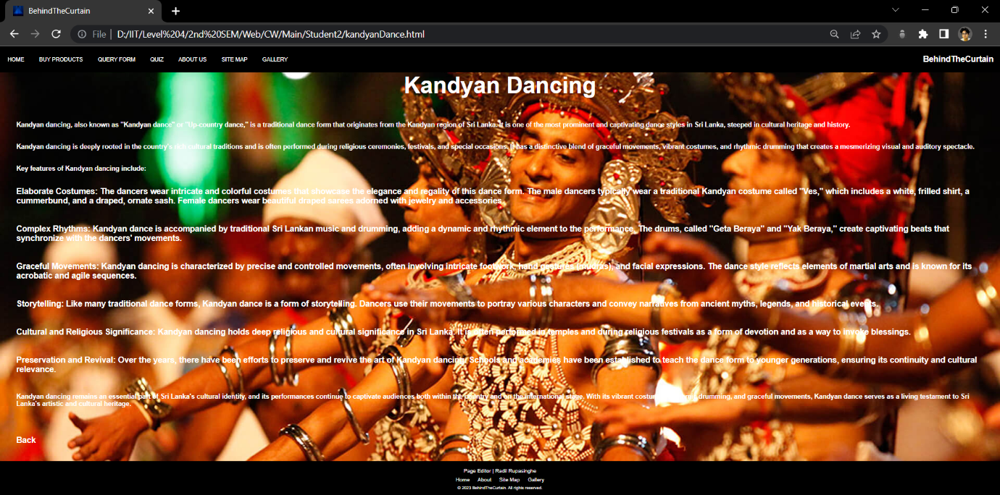 BehindTheCurtain
File | D:/IIT/Level%204/2nd%20SEM/Web/CW/Main/Student2/kandyanDance.html
HOME BUY PRODUCTS QUERY FORM QUIZ ABOUT US SITE MAP GALLERY BehindTheCurtain
Kandyan Dancing
Kandyan dancing, also known as "Kandyan dance" or "Up-country dance," is a traditional dance form that originates from the Kandyan region of Sri Lanka. It is one of the most prominent and captivating dance styles in Sri Lanka, steeped in cultural heritage and history.
Kandyan dancing is deeply rooted in the country's rich cultural traditions and is often performed during religious ceremonies, festivals, and special occasions. It has a distinctive blend of graceful movements, vibrant costumes, and rhythmic drumming that creates a mesmerizing visual and auditory spectacle.
Key features of Kandyan dancing include:
Elaborate Costumes: The dancers wear intricate and colorful costumes that showcase the elegance and regality of this dance form. The male dancers typically wear a traditional Kandyan costume called "Ves," which includes a white, frilled shirt, a
cummerbund, and a draped, ornate sash. Female dancers wear beautiful draped sarees adorned with jewelry and accessories.
Complex Rhythms: Kandyan dance is accompanied by traditional Sri Lankan music and drumming, adding a dynamic and rhythmic element to the performance. The drums, called "Geta Beraya" and "Yak Beraya," create captivating beats that
synchronize with the dancers' movements.
Graceful Movements: Kandyan dancing is characterized by precise and controlled movements, often involving intricate footwork, hand gestures (mudras), and facial expressions. The dance style reflects elements of martial arts and is known for its
acrobatic and agile sequences.
Storytelling: Like many traditional dance forms, Kandyan dance is a form of storytelling. Dancers use their movements to portray various characters and convey narratives from ancient myths, legends, and historical events.
Cultural and Religious Significance: Kandyan dancing holds deep religious and cultural significance in Sri Lanka. It is often performed in temples and during religious festivals as a form of devotion and as a way to invoke blessings.
Preservation and Revival: Over the years, there have been efforts to preserve and revive the art of Kandyan dancing. Schools and academies have been established to teach the dance form to younger generations, ensuring its continuity and cultural
relevance.
Kandyan dancing remains an essential part of Sri Lanka's cultural identity, and its performances continue to captivate audiences both within the country and on the international stage. With its vibrant drumming, and graceful movements, Kandyan dance serves as a living testament to Sri
Lanka's artistic and cultural heritage.
Back
Page Editor | Radil Rupasinghe
Home About Site Map Gallery
© 2023 BehindTheCurtain. All rights reserved.